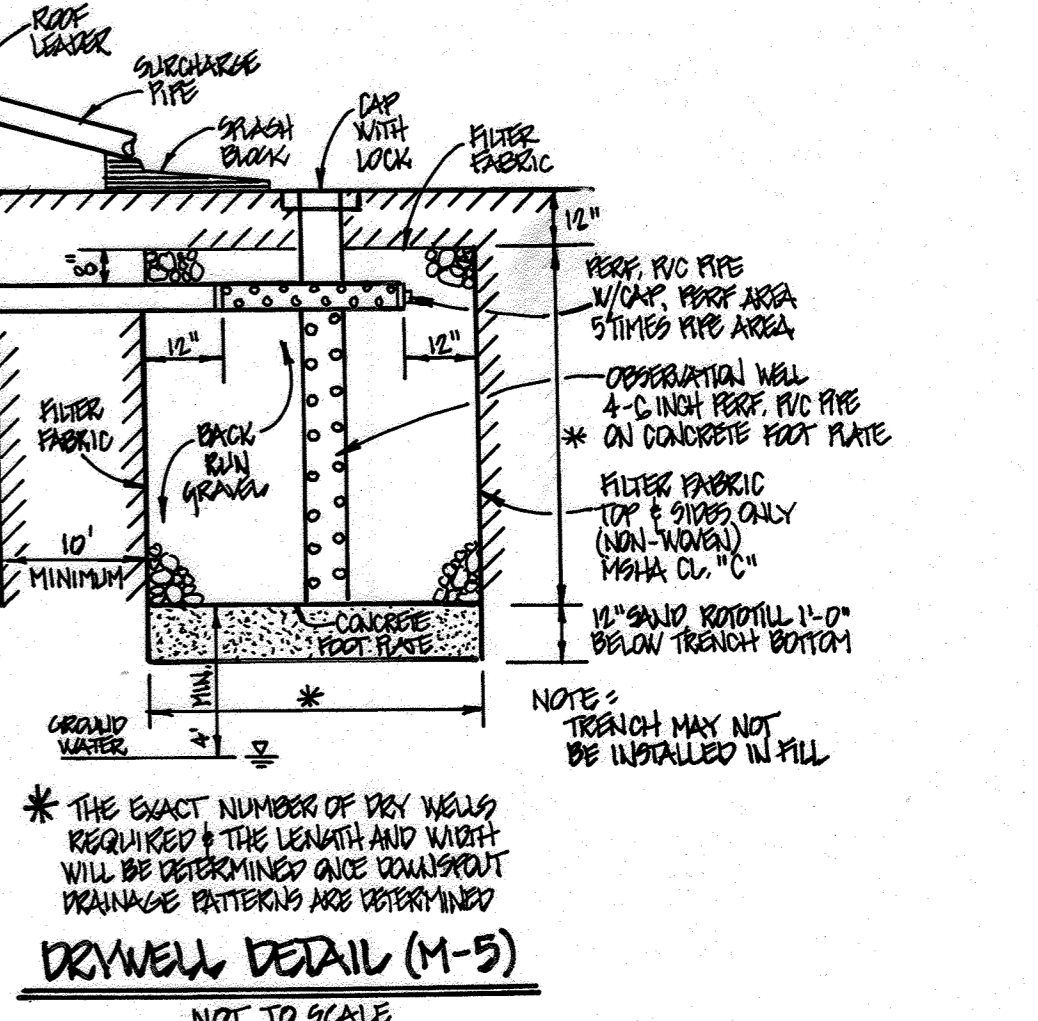 ROOF
LEADER
SURCHARGE
PIPE
SPLASH
BLOCK
CAP
WITH
LOCK
FILTER
FABRIC
12"
8"
PERF. PVC PIPE
W/CAP, PERF AREA
5 TIMES PIPE AREA
12"
12"
OBSERVATION WELL
4-6 INCH PERF. PVC PIPE
* ON CONCRETE FOOT PLATE
FILTER
FABRIC
BACK
RUN
GRAVEL
FILTER FABRIC
TOP & SIDES ONLY
(NON-WOVEN)
MSHA CL. "C"
10'
MINIMUM
12" SAND ROTOTILL 1'-0"
BELOW TRENCH BOTTOM
CONCRETE
FOOT PLATE
4' MIN.
*
GROUND
WATER
NOTE:
TRENCH MAY NOT
BE INSTALLED IN FILL
* THE EXACT NUMBER OF DRY WELLS
REQUIRED & THE LENGTH AND WIDTH
WILL BE DETERMINED ONCE DOWNSPOUT
DRAINAGE PATTERNS ARE DETERMINED
DRYWELL DETAIL (M-5)
NOT TO SCALE